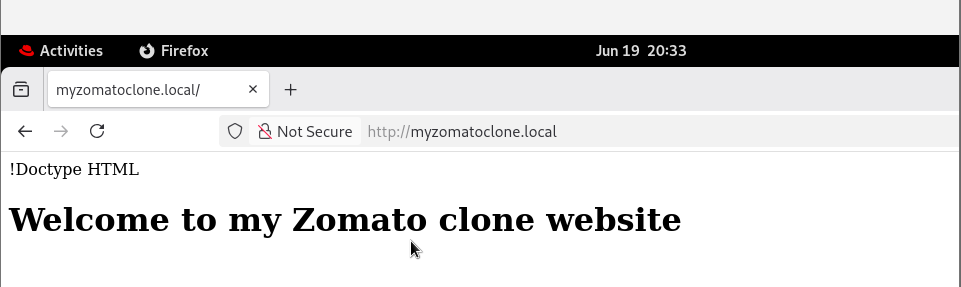 Activities Firefox Jun 19 20:33
myzomatoclone.local/
Not Secure http://myzomatoclone.local
!Doctype HTML
Welcome to my Zomato clone website